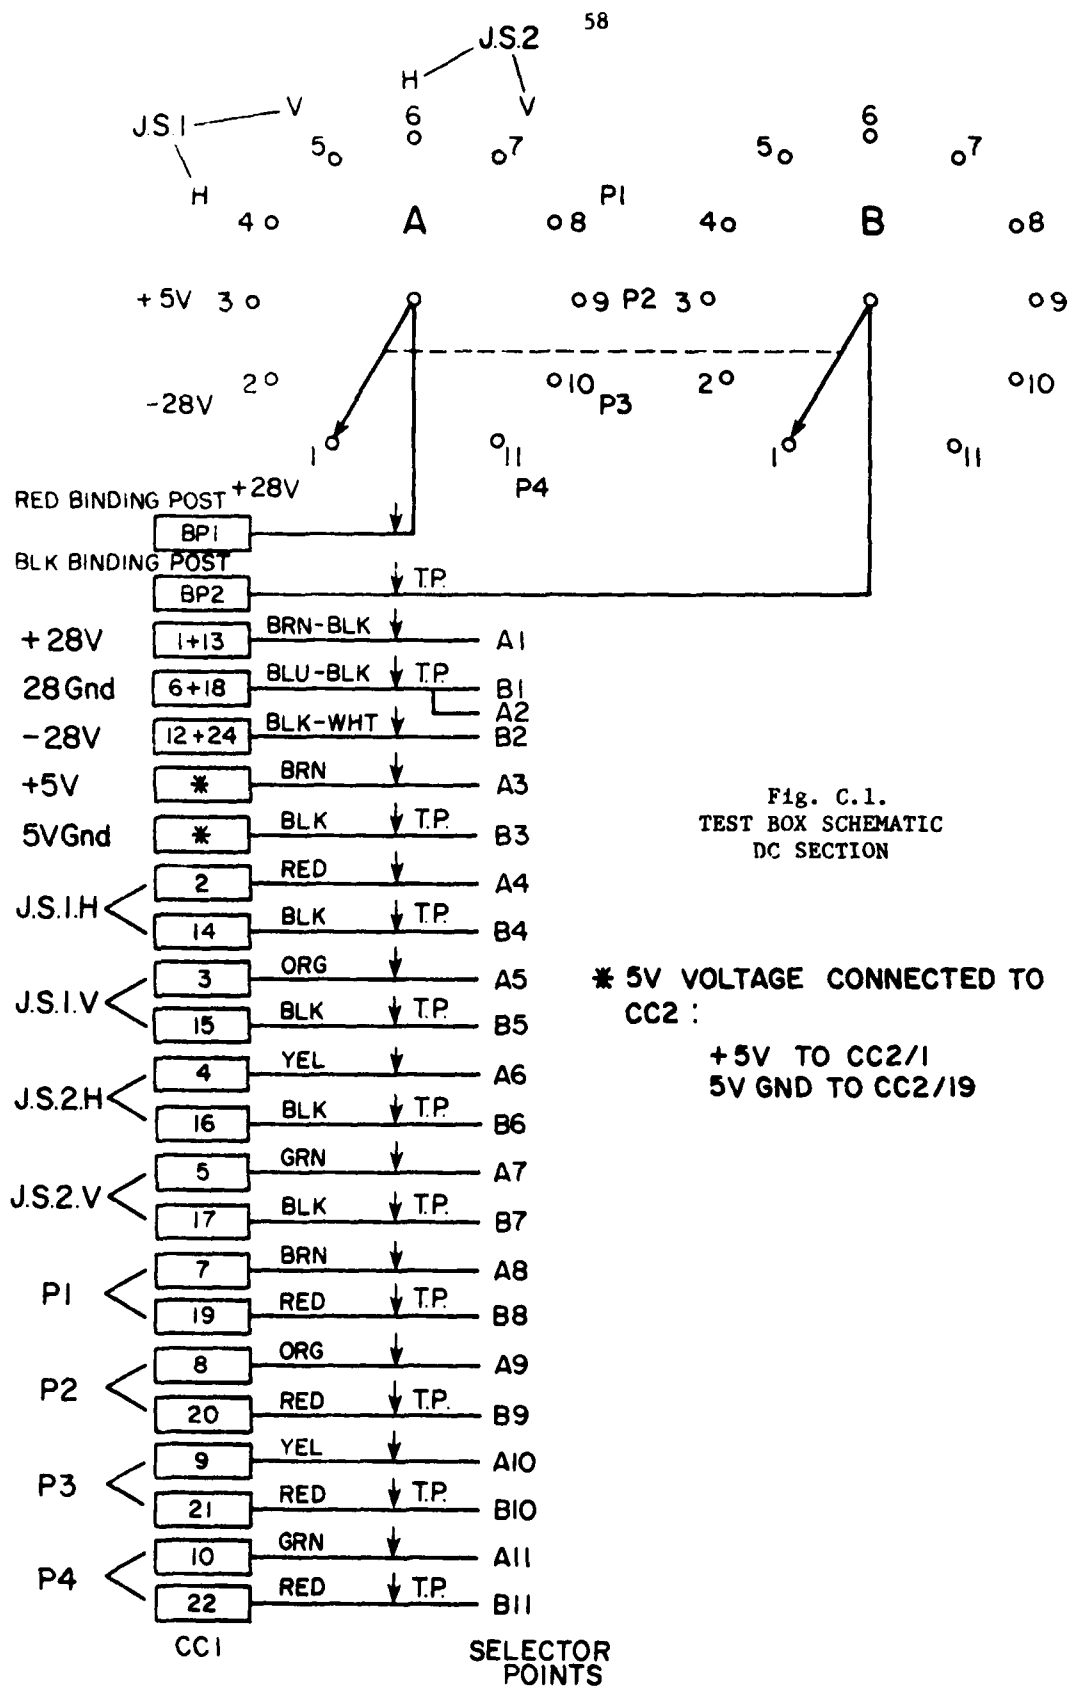 58
J.S.2
H
V
J.S.1
V
H
6
5
7
4
A
8
P1
+5V
3
9
P2
2
10
-28V
P3
1
11
+28V
P4
6
5
7
4
B
8
3
9
2
10
1
11
RED BINDING POST
BP1
BLK BINDING POST
BP2 T.P.
+28V 1+13 BRN-BLK A1
28Gnd 6+18 BLU-BLK T.P. B1
A2
-28V 12+24 BLK-WHT B2
+5V * BRN A3
5VGnd * BLK T.P. B3
J.S.1.H
2 RED A4
14 BLK T.P. B4
J.S.1.V
3 ORG A5
15 BLK T.P. B5
J.S.2.H
4 YEL A6
16 BLK T.P. B6
J.S.2.V
5 GRN A7
17 BLK T.P. B7
P1
7 BRN A8
19 RED T.P. B8
P2
8 ORG A9
20 RED T.P. B9
P3
9 YEL A10
21 RED T.P. B10
P4
10 GRN A11
22 RED T.P. B11
CC1
SELECTOR
POINTS
Fig. C.1.
TEST BOX SCHEMATIC
DC SECTION
* 5V VOLTAGE CONNECTED TO
CC2 :
+5V TO CC2/1
5V GND TO CC2/19